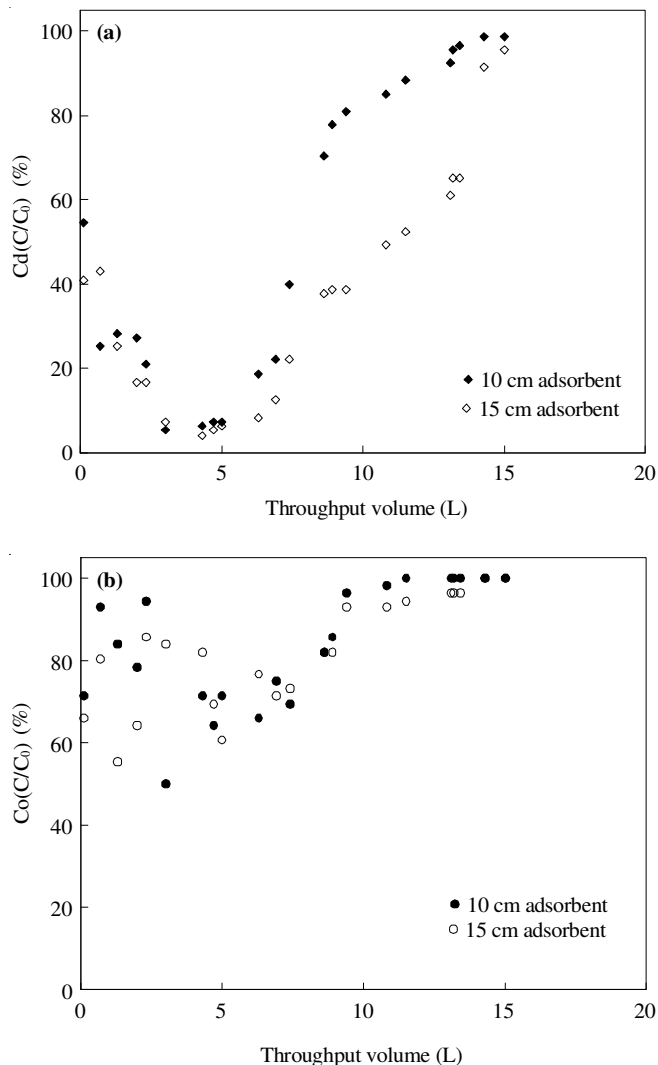 (a)
100
80
60
40
20
0
Cd(C/C₀) (%)
10 cm adsorbent
15 cm adsorbent
0 5 10 15 20
Throughput volume (L)
(b)
100
80
60
40
20
0
Co(C/C₀) (%)
10 cm adsorbent
15 cm adsorbent
0 5 10 15 20
Throughput volume (L)